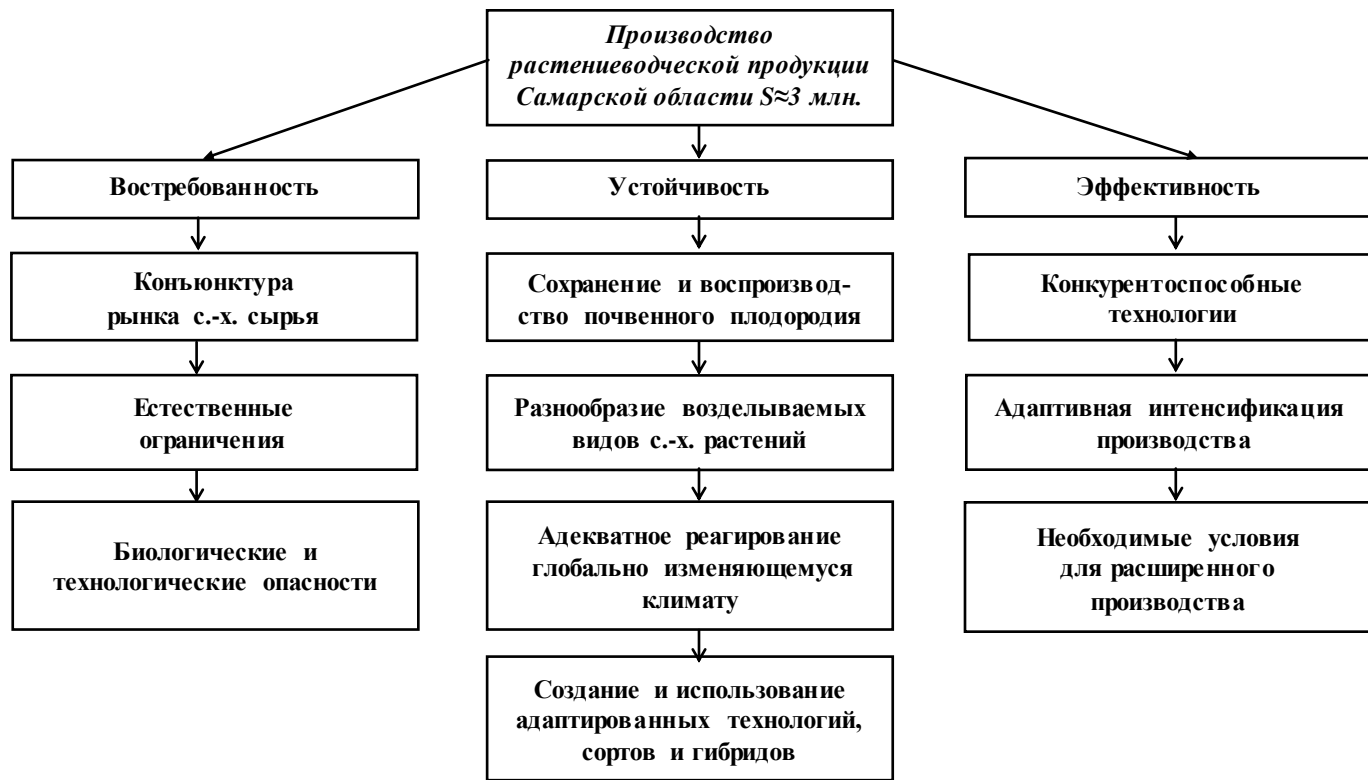 Производство
растениеводческой продукции
Самарской области S≈3 млн.
Востребованность
Устойчивость
Эффективность
Конъюнктура
рынка с.-х. сырья
Сохранение и воспроизвод-
ство почвенного плодородия
Конкурентоспособные
технологии
Естественные
ограничения
Разнообразие возделываемых
видов с.-х. растений
Адаптивная интенсификация
производства
Биологические и
технологические опасности
Адекватное реагирование
глобально изменяющемуся
климату
Необходимые условия
для расширенного
производства
Создание и использование
адаптированных технологий,
сортов и гибридов